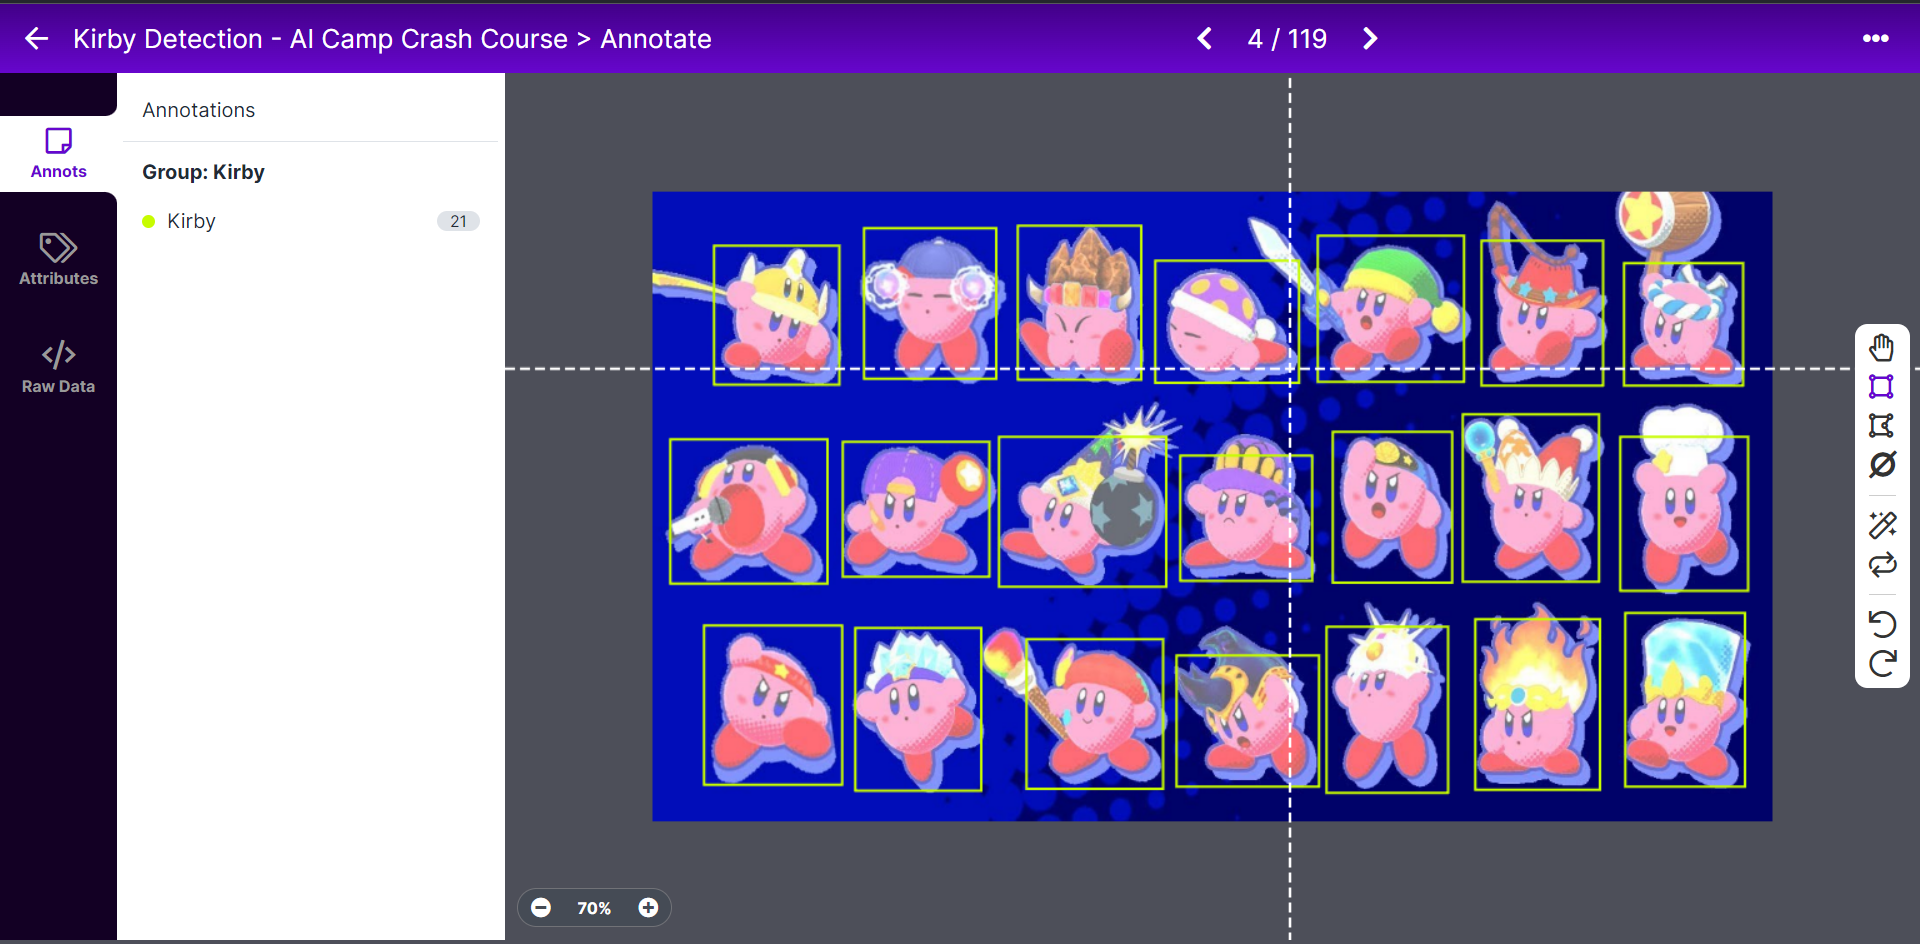 Kirby Detection - AI Camp Crash Course > Annotate
4 / 119
Annots
Attributes
Raw Data
Annotations
Group: Kirby
Kirby
21
70%